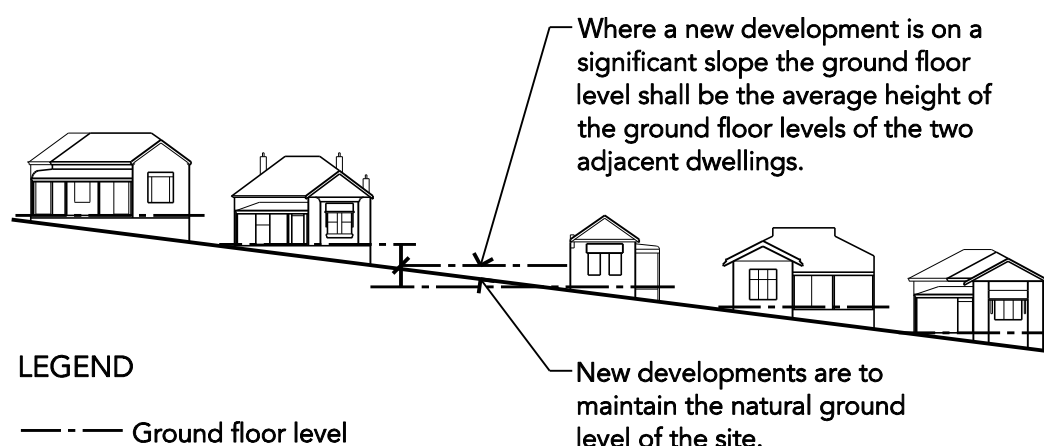 Where a new development is on a
significant slope the ground floor
level shall be the average height of
the ground floor levels of the two
adjacent dwellings.
LEGEND
Ground floor level
New developments are to
maintain the natural ground
level of the site.